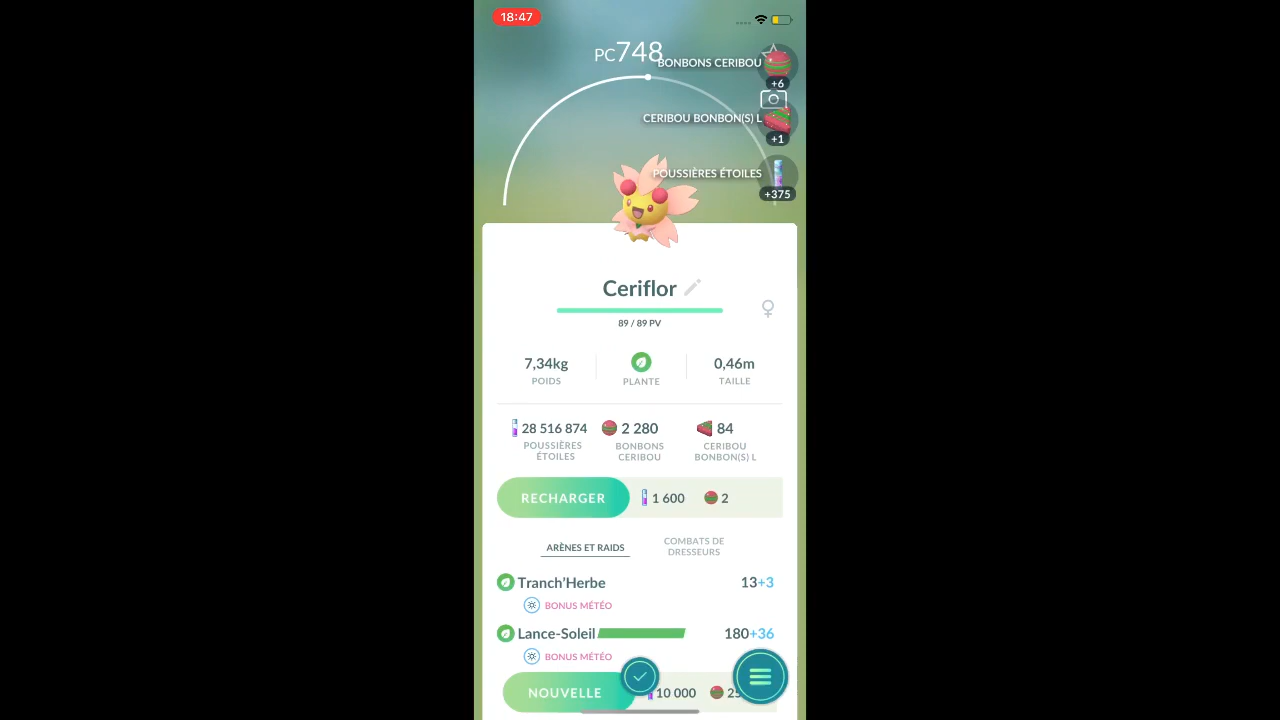 18:47
PC748
BONBONS CERIBOU
+6
CERIBOU BONBON(S) L
+1
POUSSIÈRES ÉTOILES
+375
Ceriflor
89 / 89 PV
7,34kg
POIDS
PLANTE
0,46m
TAILLE
28 516 874
POUSSIÈRES
ÉTOILES
2 280
BONBONS
CERIBOU
84
CERIBOU
BONBON(S) L
RECHARGER
1 600
2
ARÈNES ET RAIDS
COMBATS DE
DRESSEURS
Tranch'Herbe
13+3
BONUS MÉTÉO
Lance-Soleil
180+36
BONUS MÉTÉO
NOUVELLE
10 000